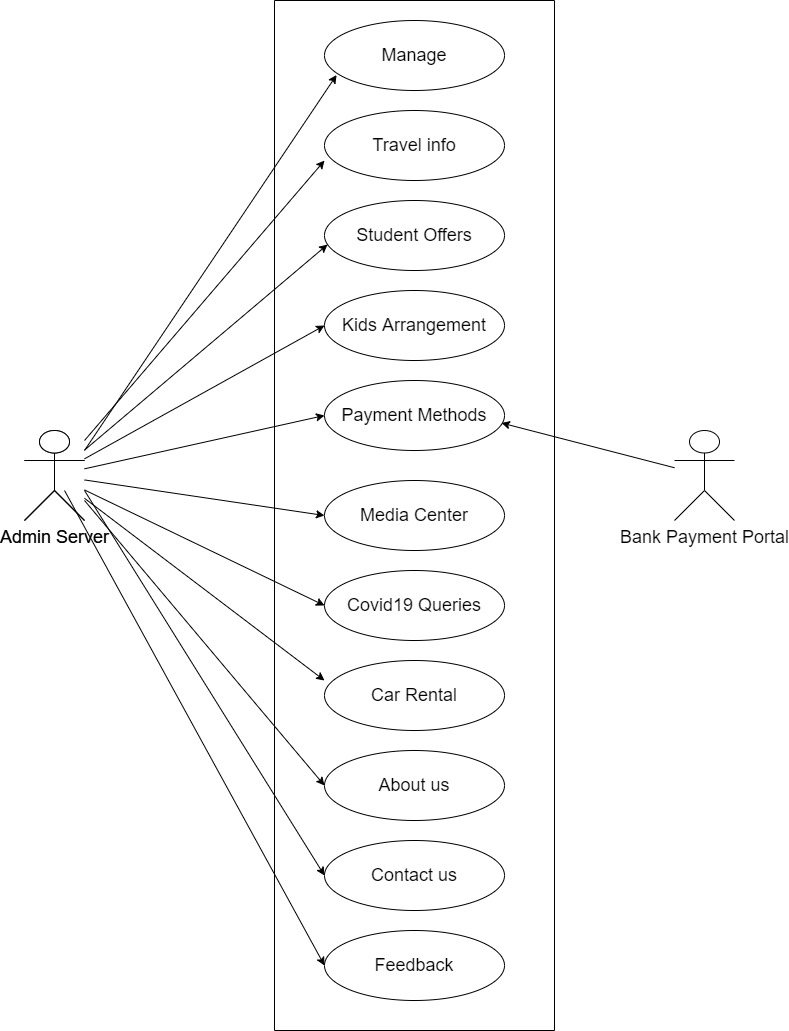 Manage
Travel info
Student Offers
Kids Arrangement
Payment Methods
Media Center
Covid19 Queries
Car Rental
About us
Contact us
Feedback
Admin Server
Bank Payment Portal